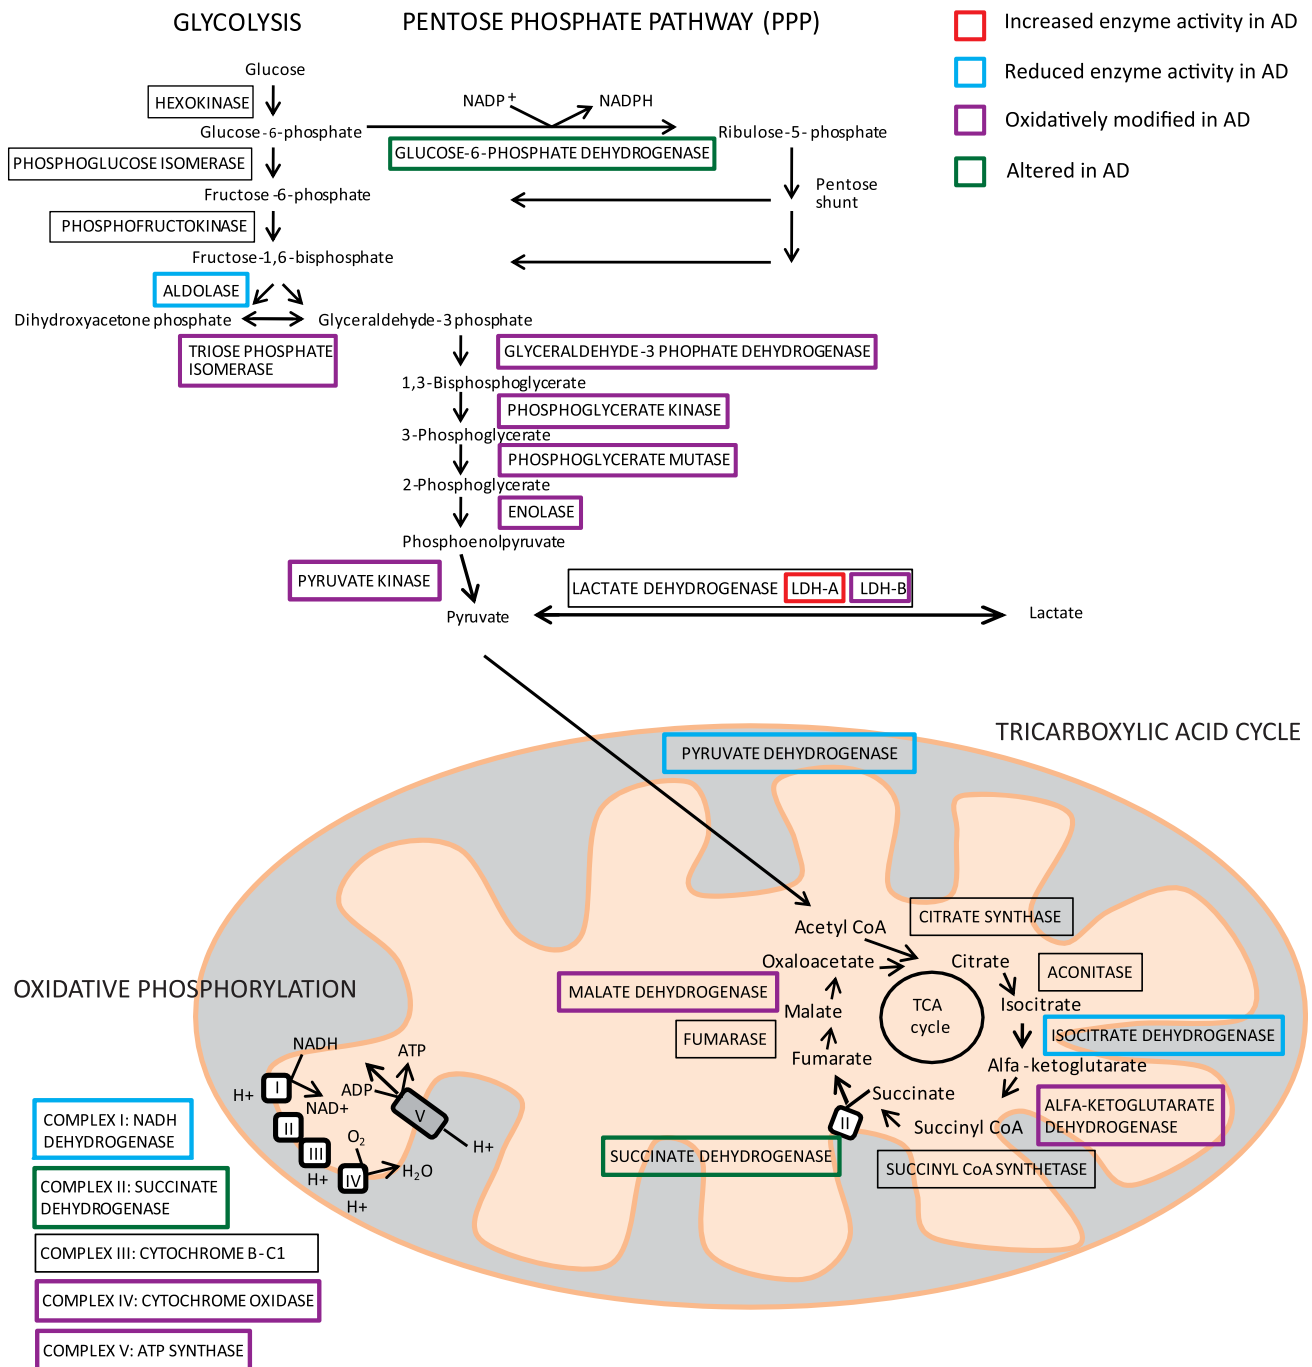 GLYCOLYSIS
PENTOSE PHOSPHATE PATHWAY (PPP)
Increased enzyme activity in AD
Reduced enzyme activity in AD
Oxidatively modified in AD
Altered in AD
Glucose
HEXOKINASE
NADP+
NADPH
Glucose-6-phosphate
Ribulose-5-phosphate
PHOSPHOGLUCOSE ISOMERASE
GLUCOSE-6-PHOSPHATE DEHYDROGENASE
Fructose-6-phosphate
Pentose
shunt
PHOSPHOFRUCTOKINASE
Fructose-1,6-bisphosphate
ALDOLASE
Dihydroxyacetone phosphate
Glyceraldehyde-3 phosphate
TRIOSE PHOSPHATE
ISOMERASE
GLYCERALDEHYDE-3 PHOPHATE DEHYDROGENASE
1,3-Bisphosphoglycerate
PHOSPHOGLYCERATE KINASE
3-Phosphoglycerate
PHOSPHOGLYCERATE MUTASE
2-Phosphoglycerate
ENOLASE
Phosphoenolpyruvate
PYRUVATE KINASE
LACTATE DEHYDROGENASE LDH-A LDH-B
Pyruvate
Lactate
TRICARBOXYLIC ACID CYCLE
PYRUVATE DEHYDROGENASE
CITRATE SYNTHASE
Acetyl CoA
Oxaloacetate
Citrate
ACONITASE
MALATE DEHYDROGENASE
Malate
TCA
cycle
Isocitrate
FUMARASE
ISOCITRATE DEHYDROGENASE
Fumarate
Alfa-ketoglutarate
Succinate
ALFA-KETOGLUTARATE
DEHYDROGENASE
II
Succinyl CoA
SUCCINATE DEHYDROGENASE
SUCCINYL CoA SYNTHETASE
OXIDATIVE PHOSPHORYLATION
NADH
ATP
H+
I
ADP
NAD+
V
II
O2
H+
III
H+
IV
H2O
H+
COMPLEX I: NADH
DEHYDROGENASE
COMPLEX II: SUCCINATE
DEHYDROGENASE
COMPLEX III: CYTOCHROME B-C1
COMPLEX IV: CYTOCHROME OXIDASE
COMPLEX V: ATP SYNTHASE